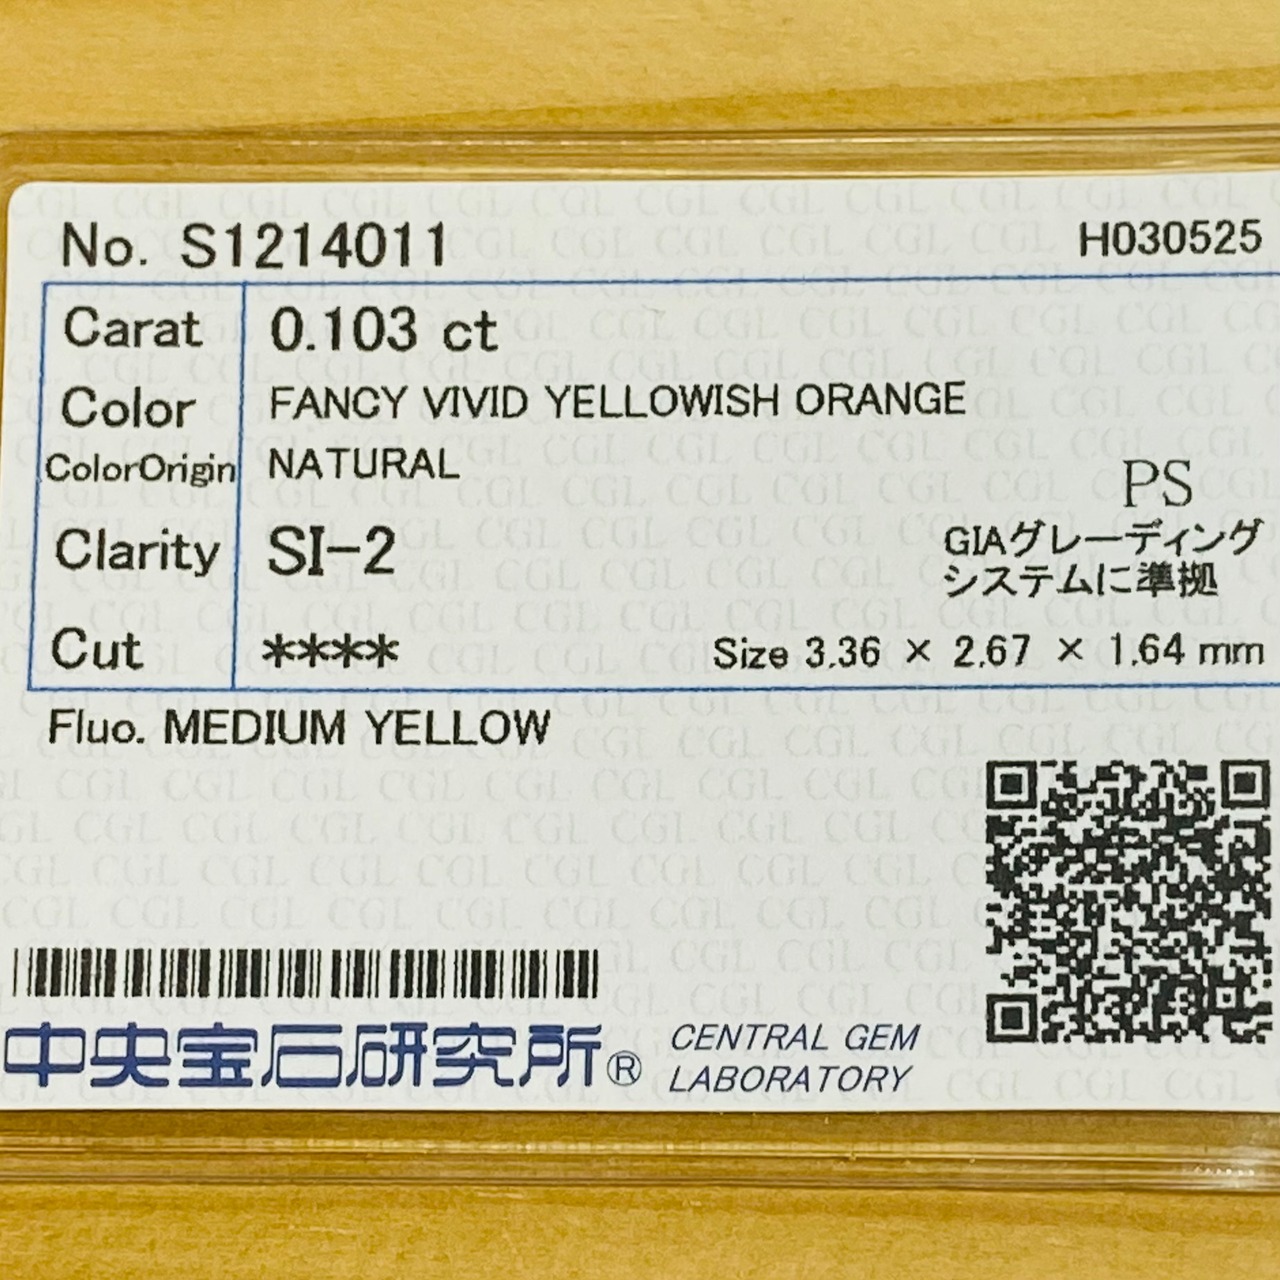 No. S1214011
H030525
Carat 0.103 ct
Color FANCY VIVID YELLOWISH ORANGE
ColorOrigin NATURAL
PS
Clarity SI-2
GIAグレーディング
システムに準拠
Cut ****
Size 3.36 × 2.67 × 1.64 mm
Fluo. MEDIUM YELLOW
中央宝石研究所®
CENTRAL GEM
LABORATORY